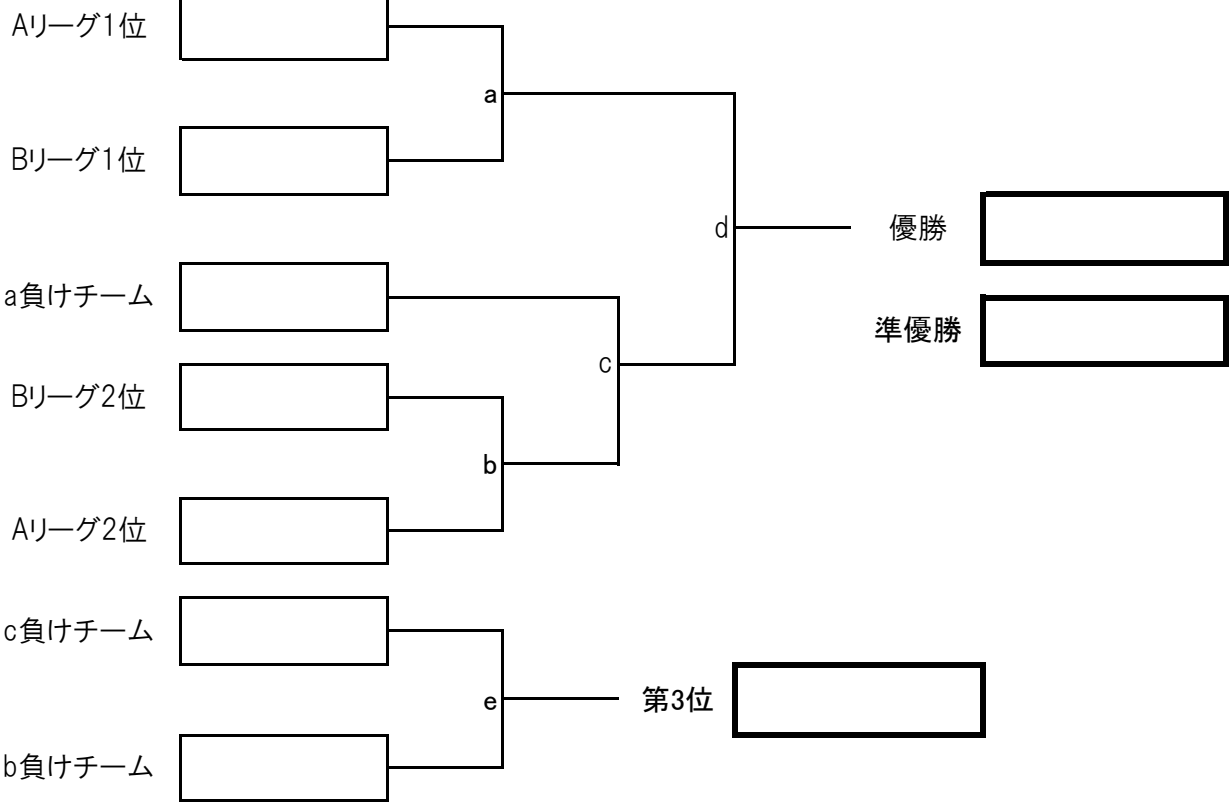 Aリーグ1位
a
Bリーグ1位
d
優勝
a負けチーム
準優勝
c
Bリーグ2位
b
Aリーグ2位
c負けチーム
e
第3位
b負けチーム